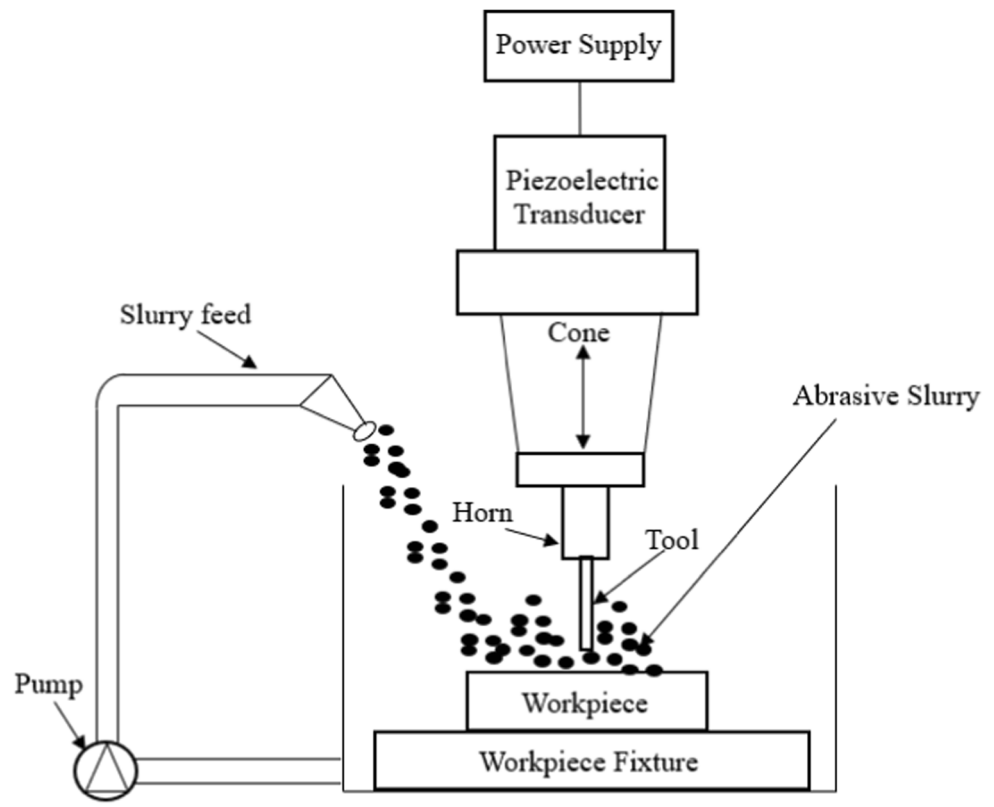 Power Supply
Piezoelectric
Transducer
Slurry feed
Cone
Abrasive Slurry
Horn
Tool
Pump
Workpiece
Workpiece Fixture